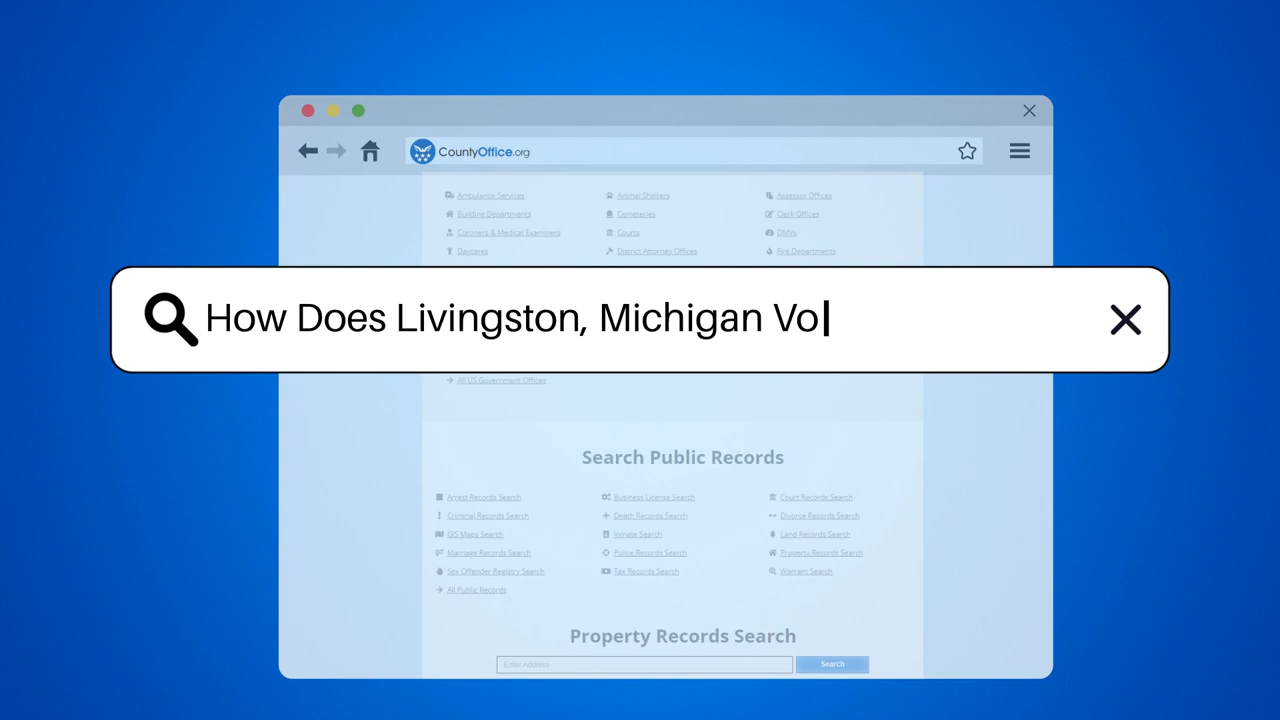 CountyOffice.org
Ambulance Services Animal Shelters Assessor Offices
Building Departments Cemeteries Clerk Offices
Coroners & Medical Examiners Courts DMVs
Daycares District Attorney Offices Fire Departments
How Does Livingston, Michigan Vo
All US Government Offices
Search Public Records
Arrest Records Search Business License Search Court Records Search
Criminal Records Search Death Records Search Divorce Records Search
GIS Maps Search Inmate Search Land Records Search
Marriage Records Search Police Records Search Property Records Search
Sex Offender Registry Search Tax Records Search Warrant Search
All Public Records
Property Records Search
Enter Address Search